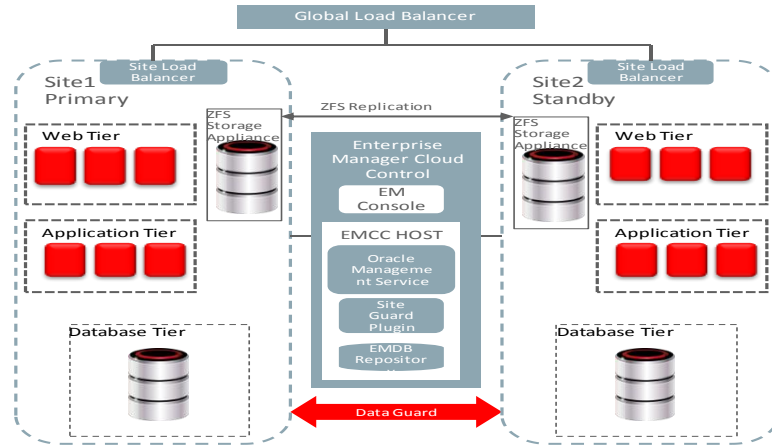 Global Load Balancer
Site Load
Balancer
Site Load
Balancer
Site1
Primary
Site2
Standby
ZFS
Storage
Appliance
ZFS Replication
ZFS
Storage
Appliance
Web Tier
Web Tier
Enterprise
Manager Cloud
Control
EM
Console
Application Tier
Application Tier
EMCC HOST
Oracle
Manageme
nt Service
Site
Guard
Plugin
EMDB
Repositor
Database Tier
Database Tier
Data Guard